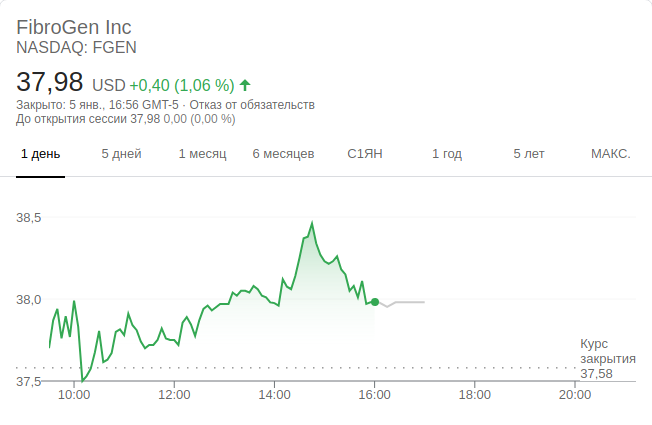 FibroGen Inc
NASDAQ: FGEN
37,98 USD +0,40 (1,06 %)
Закрыто: 5 янв., 16:56 GMT-5 · Отказ от обязательств
До открытия сессии 37,98 0,00 (0,00 %)
1 день 5 дней 1 месяц 6 месяцев С1ЯН 1 год 5 лет МАКС.
38,5
38,0
Курс
закрытия
37,58
37,5
10:00 12:00 14:00 16:00 18:00 20:00